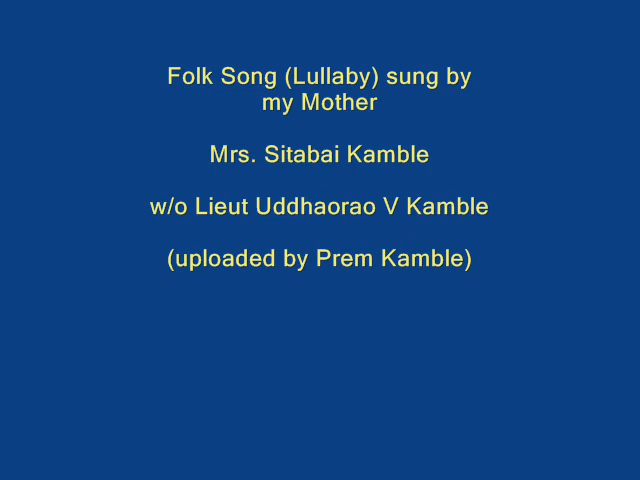 Folk Song (Lullaby) sung by
my Mother
Mrs. Sitabai Kamble
w/o Lieut Uddhaorao V Kamble
(uploaded by Prem Kamble)